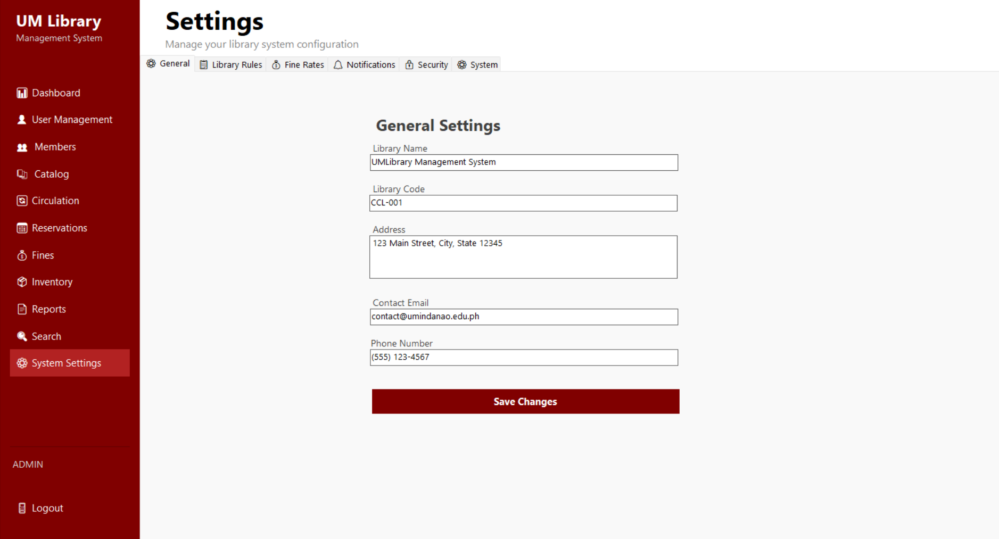 UM Library
Management System
Dashboard
User Management
Members
Catalog
Circulation
Reservations
Fines
Inventory
Reports
Search
System Settings
ADMIN
Logout
Settings
Manage your library system configuration
General Library Rules Fine Rates Notifications Security System
General Settings
Library Name
UMLibrary Management System
Library Code
CCL-001
Address
123 Main Street, City, State 12345
Contact Email
contact@umindanao.edu.ph
Phone Number
(555) 123-4567
Save Changes